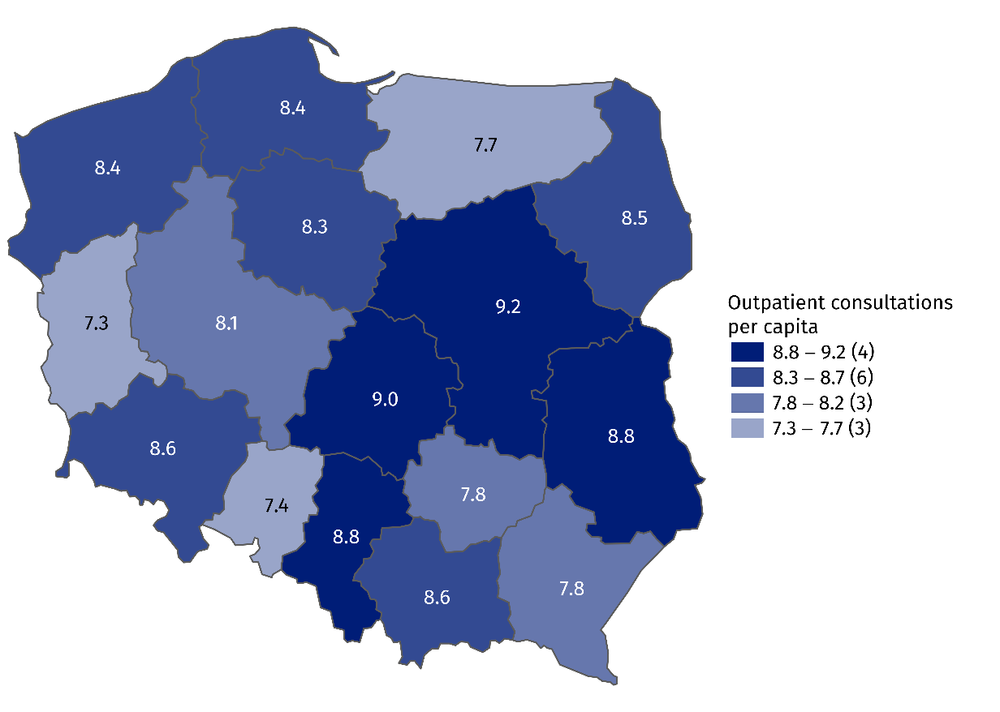 8.4
7.7
8.4
8.5
8.3
9.2
7.3
8.1
9.0
8.8
8.6
7.8
7.4
8.8
7.8
8.6
Outpatient consultations
per capita
8.8 – 9.2 (4)
8.3 – 8.7 (6)
7.8 – 8.2 (3)
7.3 – 7.7 (3)